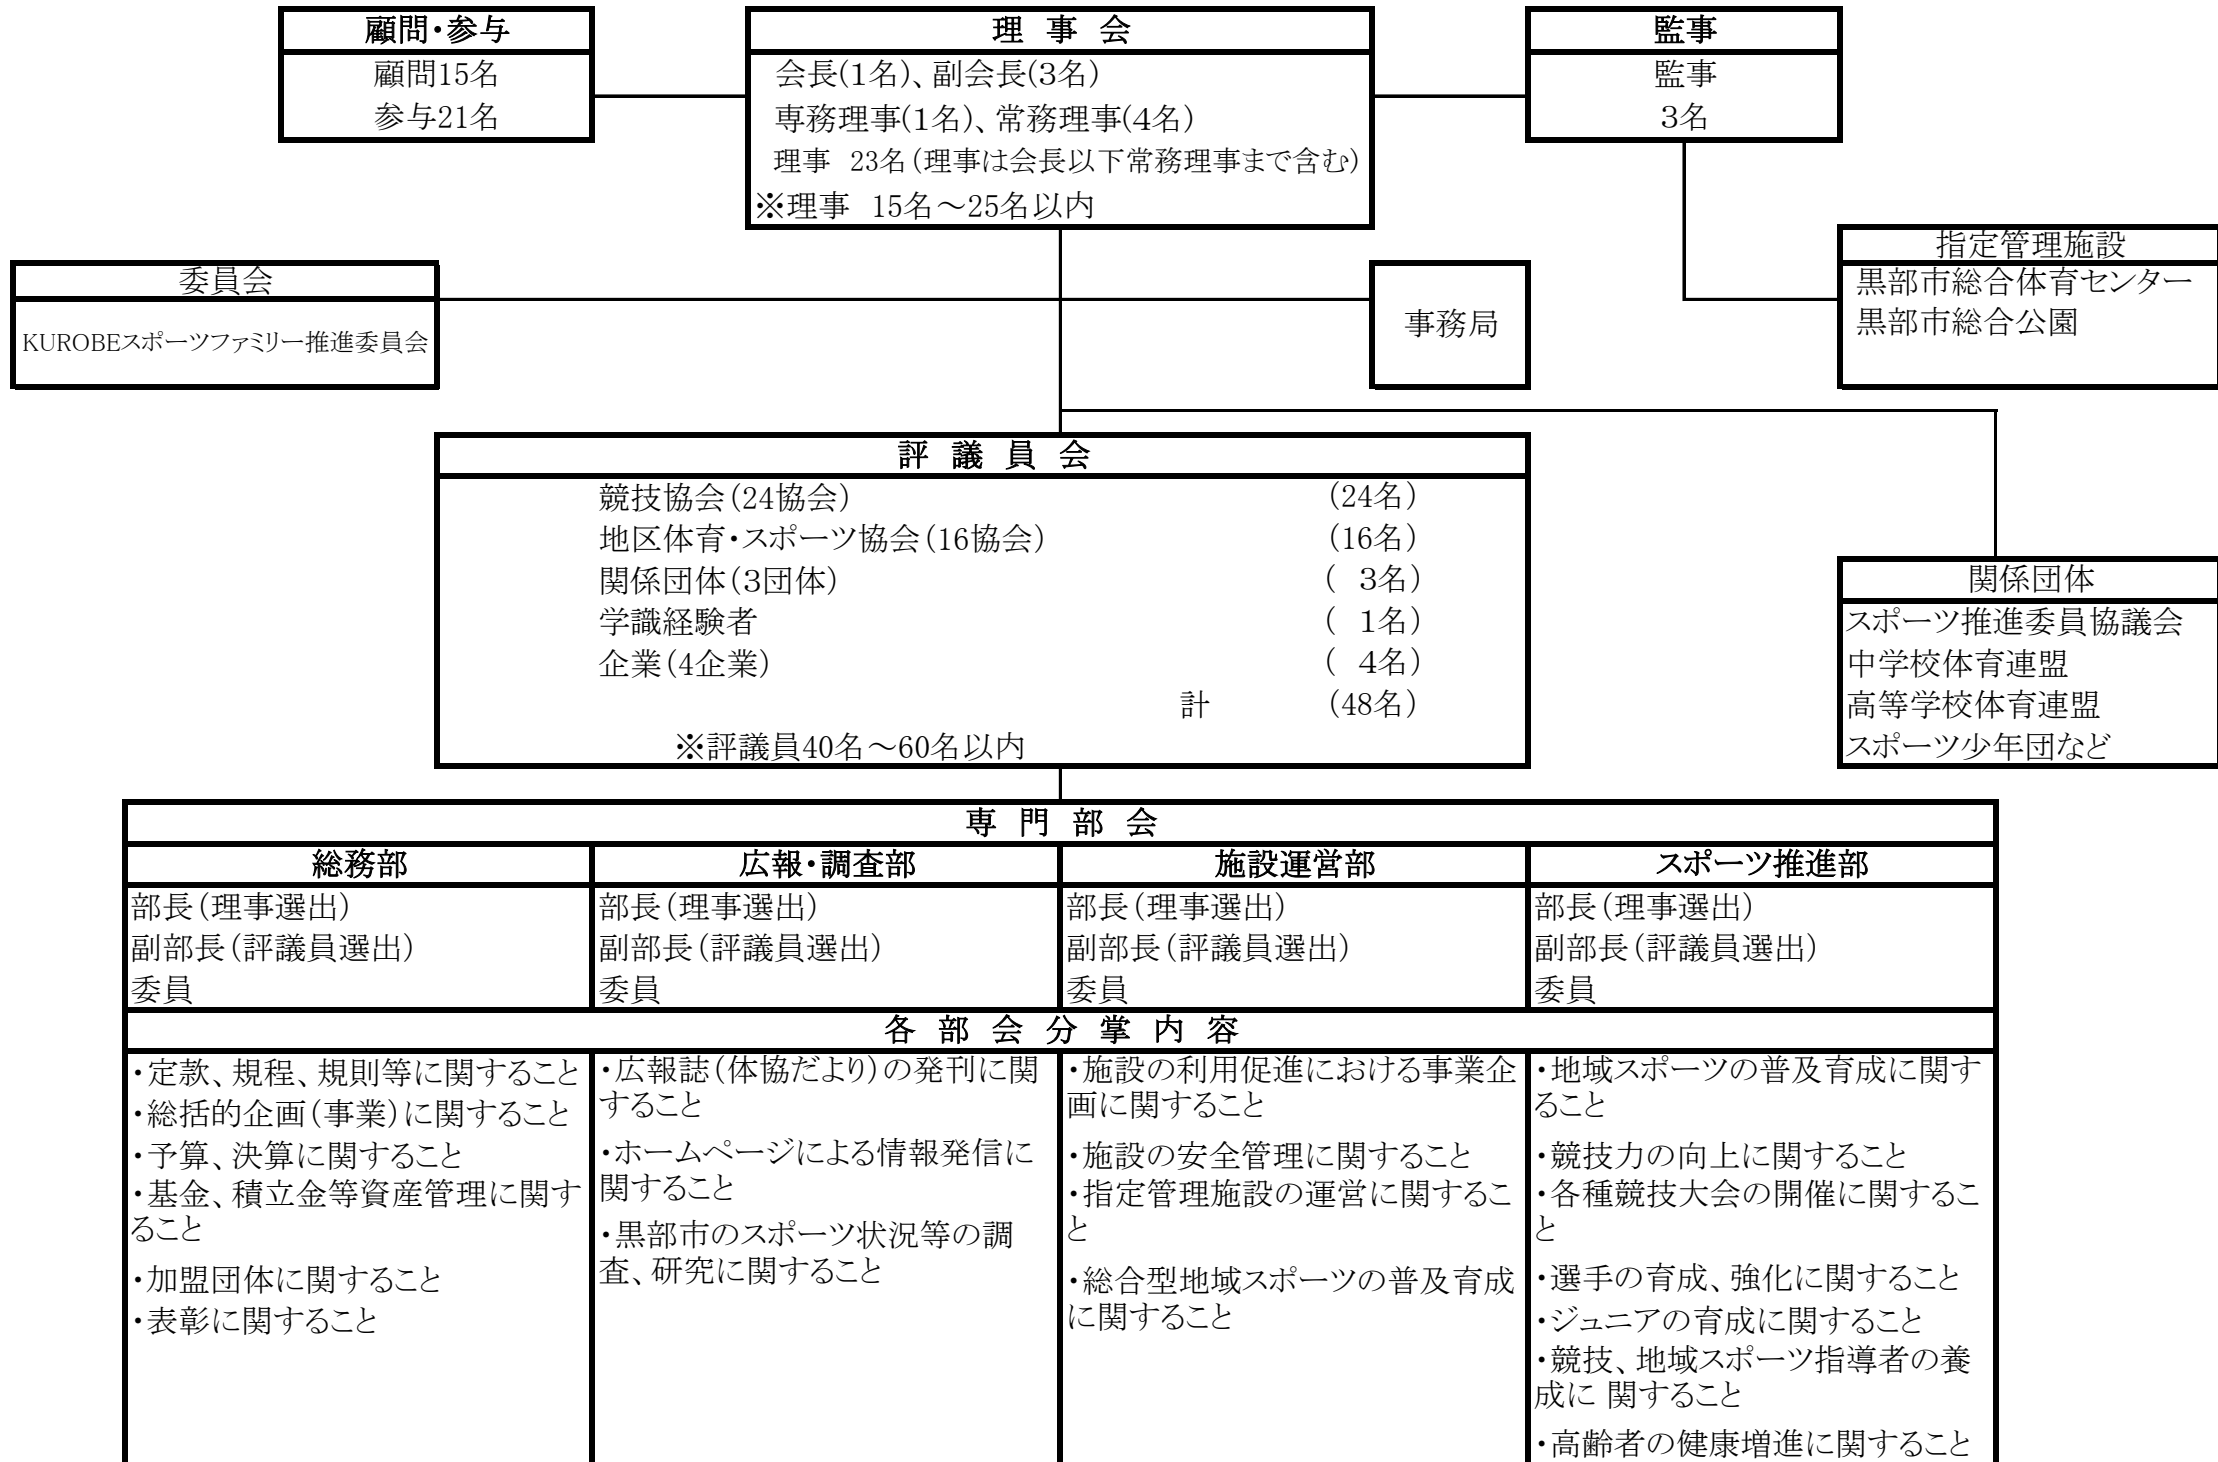 顧問・参与
顧問15名
参与21名
理 事 会
会長(１名)、副会長(３名)
専務理事(１名)、常務理事(４名)
理事 23名(理事は会長以下常務理事まで含む)
※理事 15名～25名以内
監事
監事
３名
委員会
KUROBEスポーツファミリー推進委員会
事務局
指定管理施設
黒部市総合体育センター
黒部市総合公園
評 議 員 会
競技協会(24協会) (24名)
地区体育・スポーツ協会(16協会) (16名)
関係団体(３団体) ( ３名)
学識経験者 ( １名)
企業(4企業) ( ４名)
計 (48名)
※評議員40名～60名以内
関係団体
スポーツ推進委員協議会
中学校体育連盟
高等学校体育連盟
スポーツ少年団など
専 門 部 会
総務部
部長(理事選出)
副部長(評議員選出)
委員
広報・調査部
部長(理事選出)
副部長(評議員選出)
委員
施設運営部
部長(理事選出)
副部長(評議員選出)
委員
スポーツ推進部
部長(理事選出)
副部長(評議員選出)
委員
各 部 会 分 掌 内 容
・定款、規程、規則等に関すること
・総括的企画(事業)に関すること
・予算、決算に関すること
・基金、積立金等資産管理に関す
ること
・加盟団体に関すること
・表彰に関すること
・広報誌(体協だより)の発刊に関
すること
・ホームページによる情報発信に
関すること
・黒部市のスポーツ状況等の調
査、研究に関すること
・施設の利用促進における事業企
画に関すること
・施設の安全管理に関すること
・指定管理施設の運営に関するこ
と
・総合型地域スポーツの普及育成
に関すること
・地域スポーツの普及育成に関す
ること
・競技力の向上に関すること
・各種競技大会の開催に関するこ
と
・選手の育成、強化に関すること
・ジュニアの育成に関すること
・競技、地域スポーツ指導者の養
成に 関すること
・高齢者の健康増進に関すること